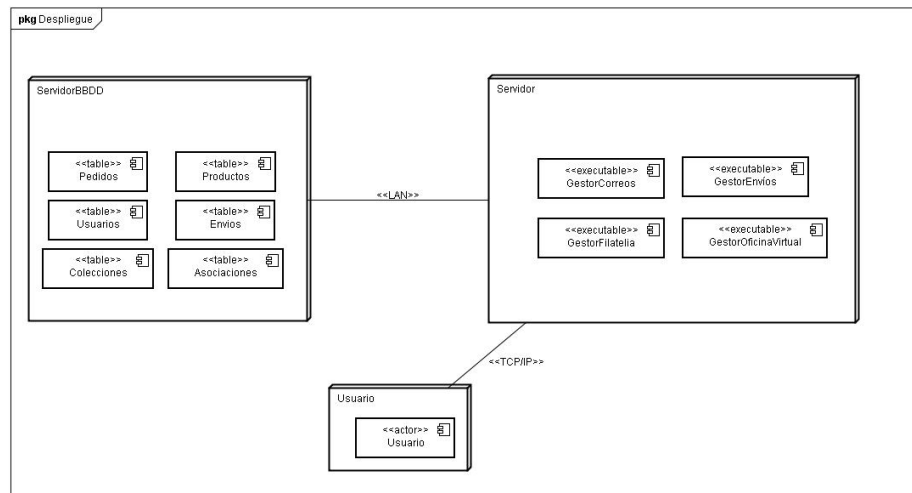 pkg Despliegue
ServidorBBDD
<<table>>
Pedidos
<<table>>
Productos
<<table>>
Usuarios
<<table>>
Envios
<<table>>
Colecciones
<<table>>
Asociaciones
<<LAN>>
Servidor
<<executable>>
GestorCorreos
<<executable>>
GestorEnvíos
<<executable>>
GestorFilatelia
<<executable>>
GestorOficinaVirtual
<<TCP/IP>>
Usuario
<<actor>>
Usuario